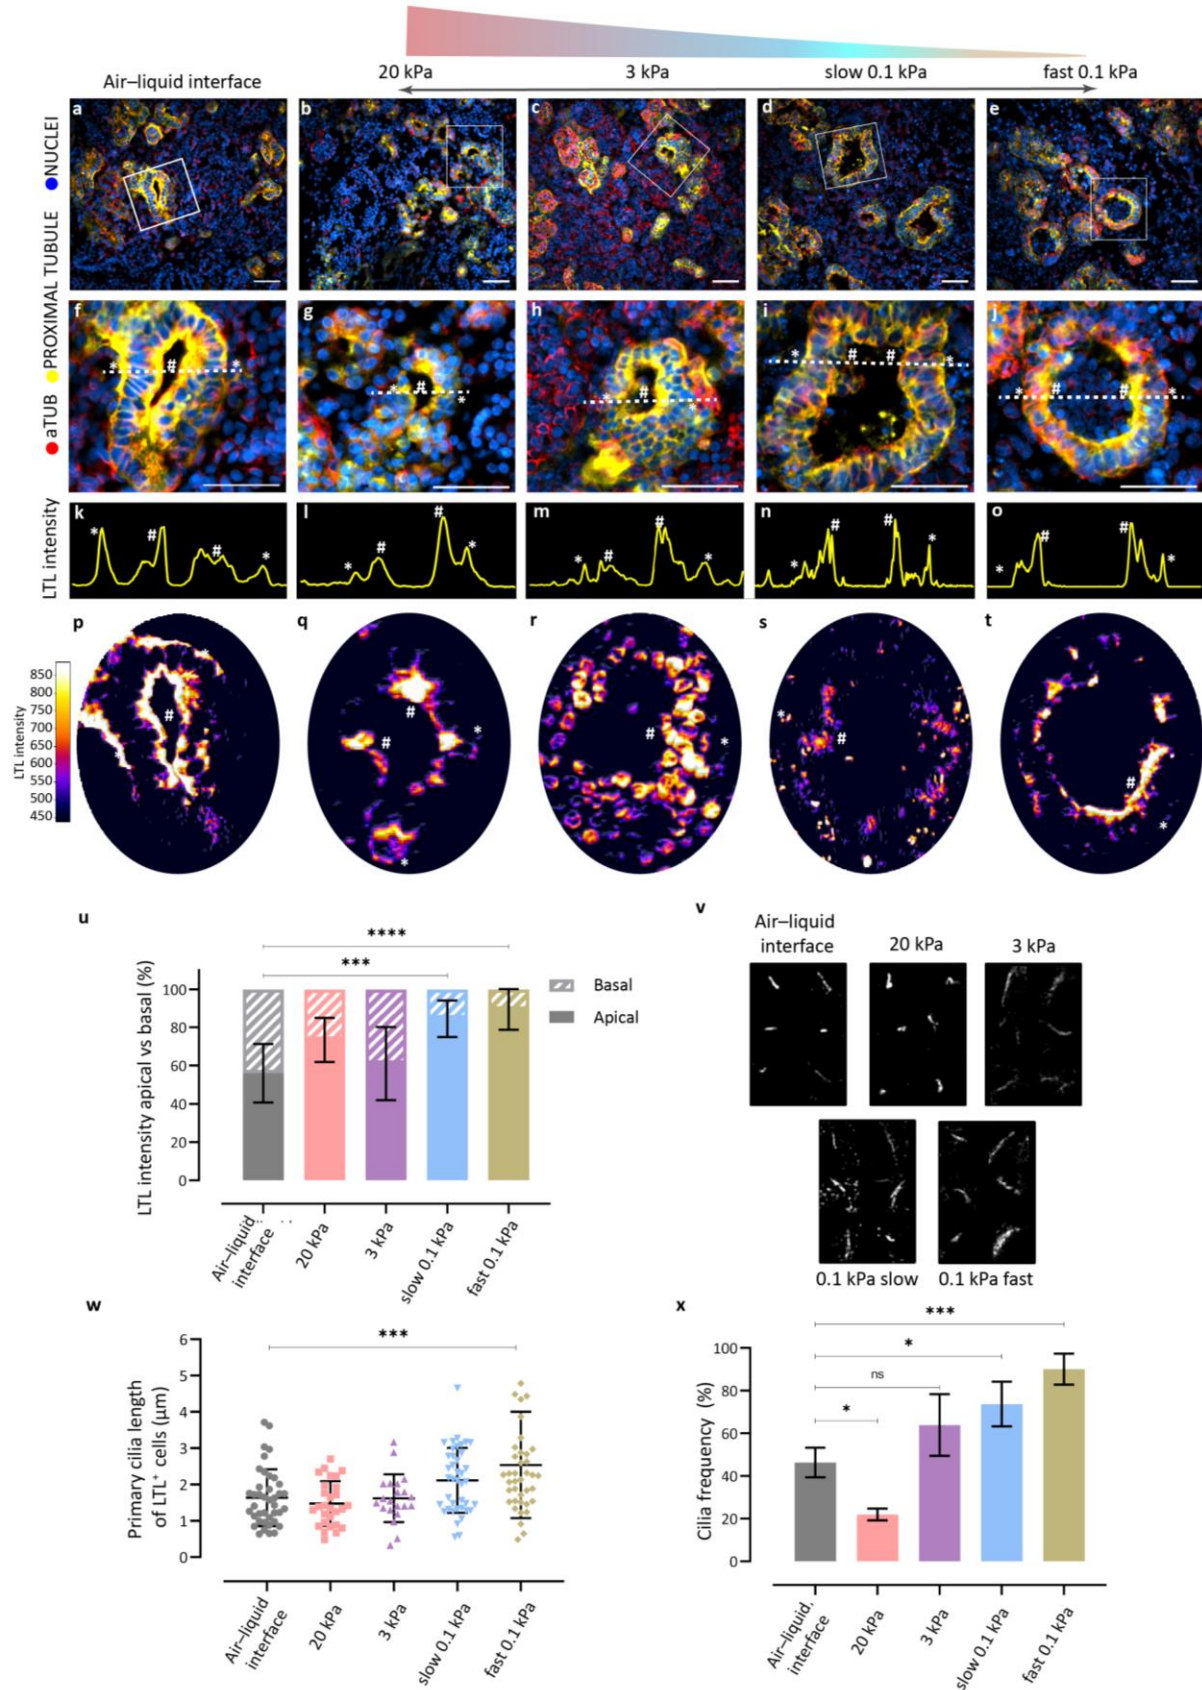 20 kPa 3 kPa slow 0.1 kPa fast 0.1 kPa
Air–liquid interface
a b c d e
NUCLEI
PROXIMAL TUBULE
aTUB
f g h i j
* # * * # * * # * * # # * * # # *
LTL intensity
k l m n o
* # # * * # # * * # # * * # # * * # # *
p q r s t
LTL intensity
850
800
750
700
650
600
550
500
450
* # # # * * # * * # # *
u
****
***
LTL intensity apical vs basal (%)
100
80
60
40
20
0
Basal
Apical
Air–liquid
interface
20 kPa
3 kPa
slow 0.1 kPa
fast 0.1 kPa
v
Air–liquid
interface
20 kPa
3 kPa
0.1 kPa slow
0.1 kPa fast
w
***
Primary cilia length
of LTL⁺ cells (µm)
6
5
4
3
2
1
0
Air–liquid
interface
20 kPa
3 kPa
slow 0.1 kPa
fast 0.1 kPa
x
***
*
ns
*
Cilia frequency (%)
100
80
60
40
20
0
Air–liquid.
interface
20 kPa
3 kPa
slow 0.1 kPa
fast 0.1 kPa